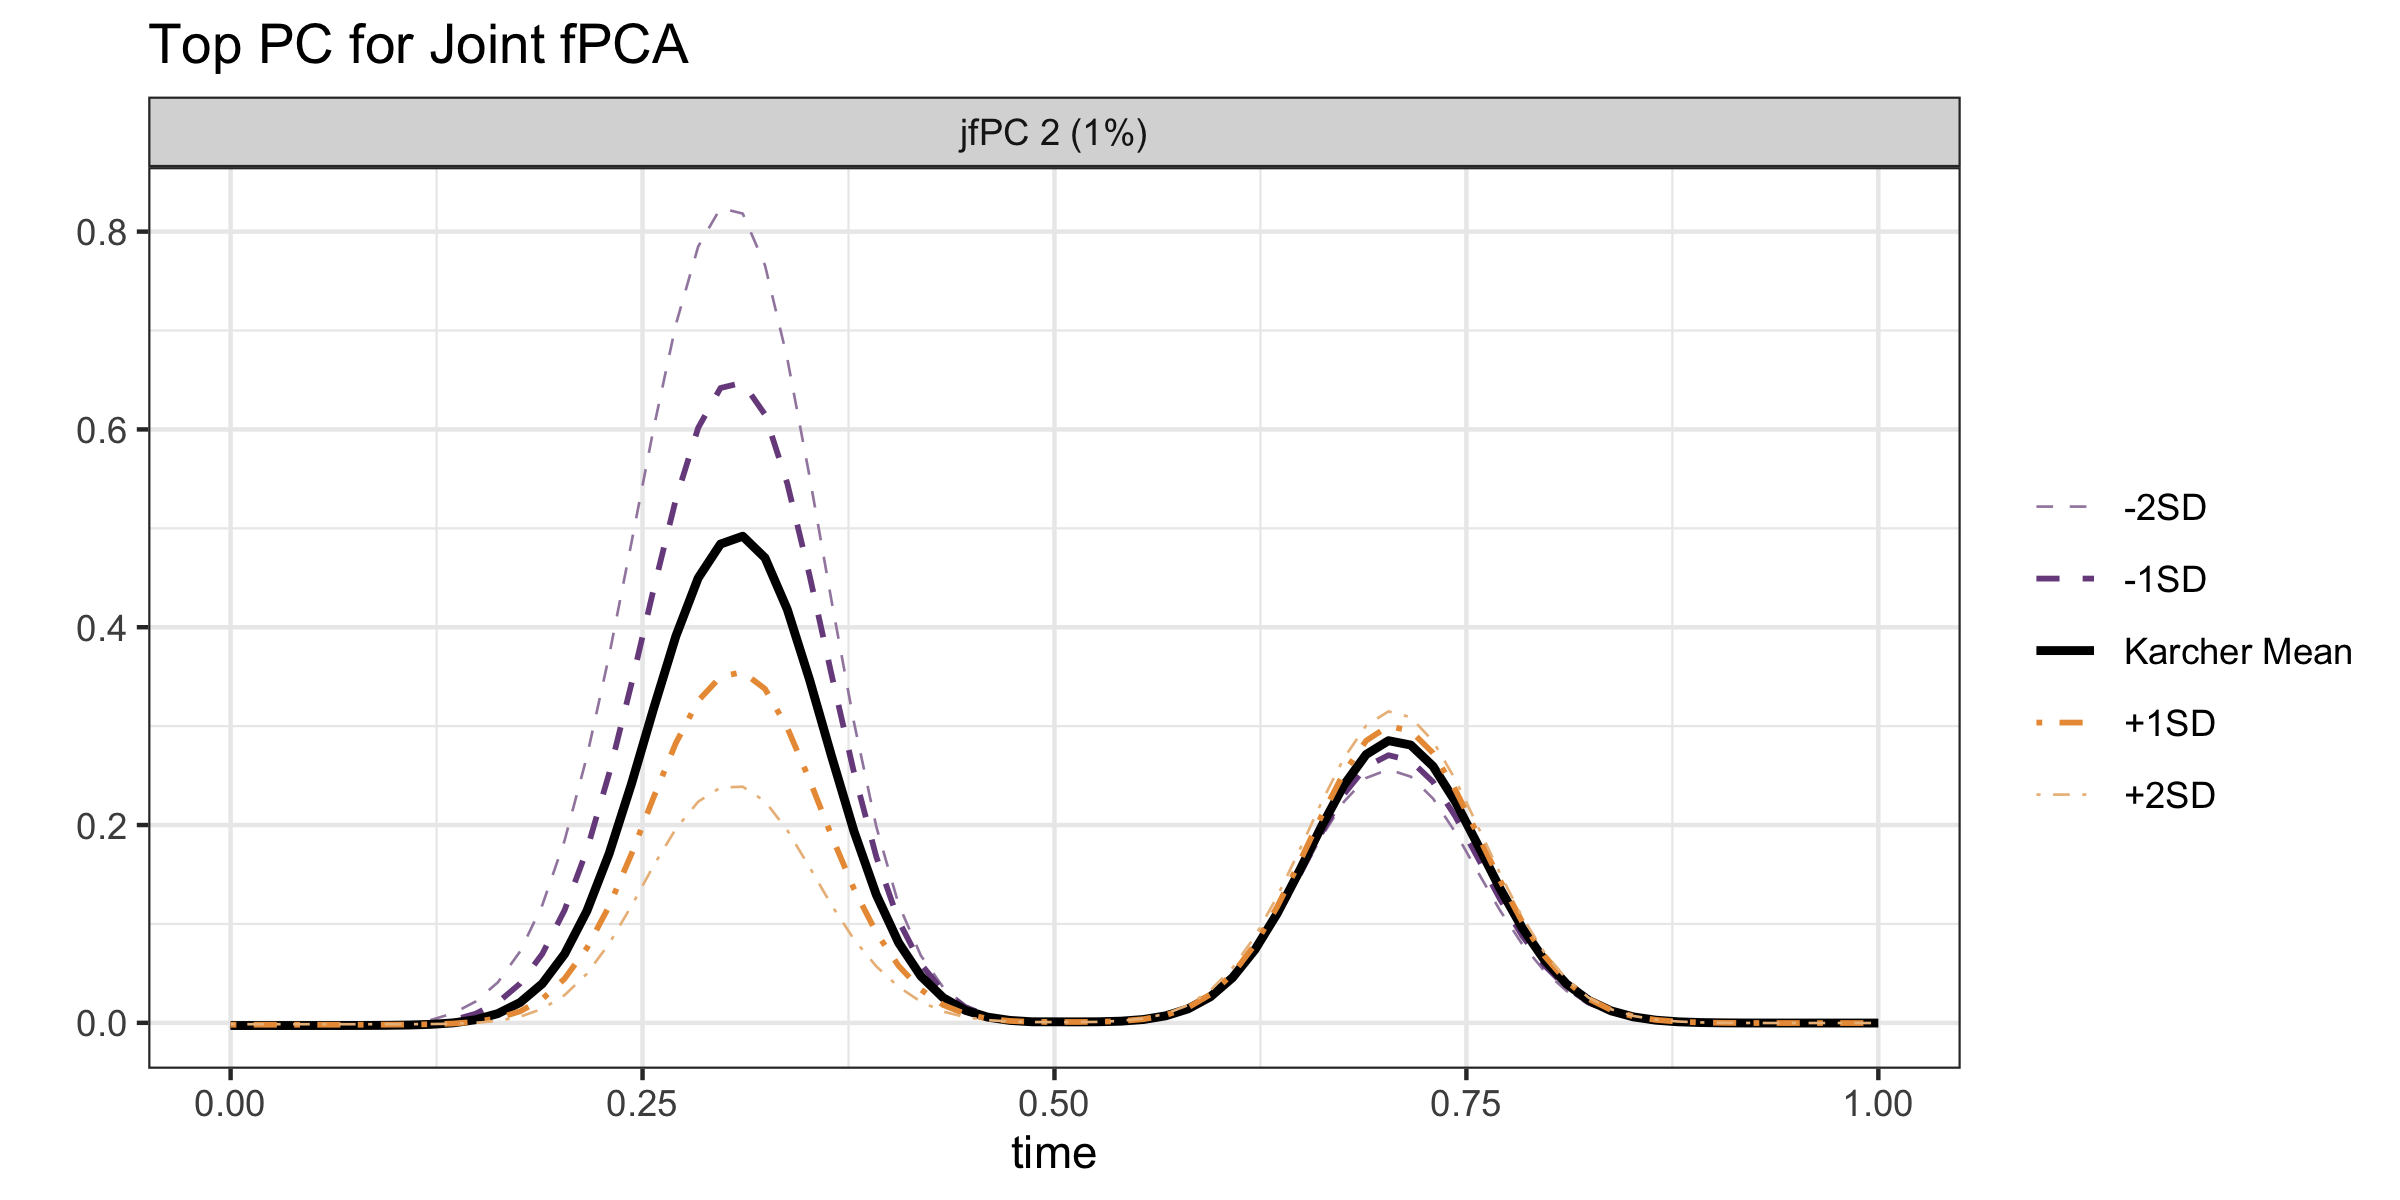 Top PC for Joint fPCA
jfPC 2 (1%)
0.8
0.6
0.4
0.2
0.0
0.00 0.25 0.50 0.75 1.00
time
-2SD
-1SD
Karcher Mean
+1SD
+2SD